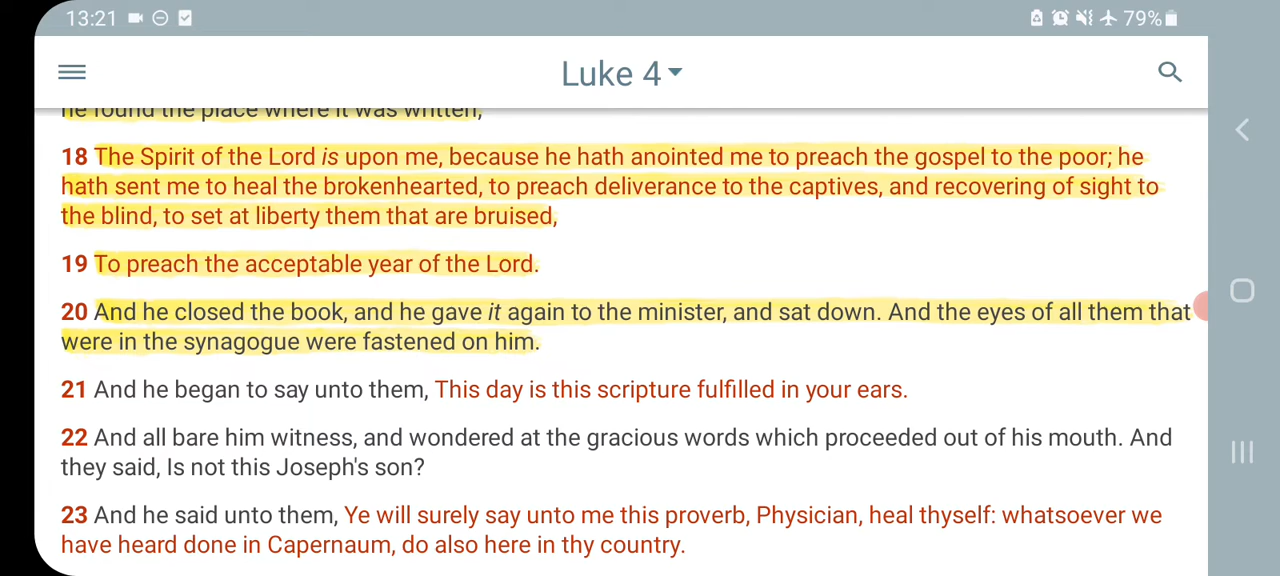 13:21
79%
Luke 4
he found the place where it was written,
18 The Spirit of the Lord is upon me, because he hath anointed me to preach the gospel to the poor; he
hath sent me to heal the brokenhearted, to preach deliverance to the captives, and recovering of sight to
the blind, to set at liberty them that are bruised,
19 To preach the acceptable year of the Lord.
20 And he closed the book, and he gave it again to the minister, and sat down. And the eyes of all them that
were in the synagogue were fastened on him.
21 And he began to say unto them, This day is this scripture fulfilled in your ears.
22 And all bare him witness, and wondered at the gracious words which proceeded out of his mouth. And
they said, Is not this Joseph's son?
23 And he said unto them, Ye will surely say unto me this proverb, Physician, heal thyself: whatsoever we
have heard done in Capernaum, do also here in thy country.